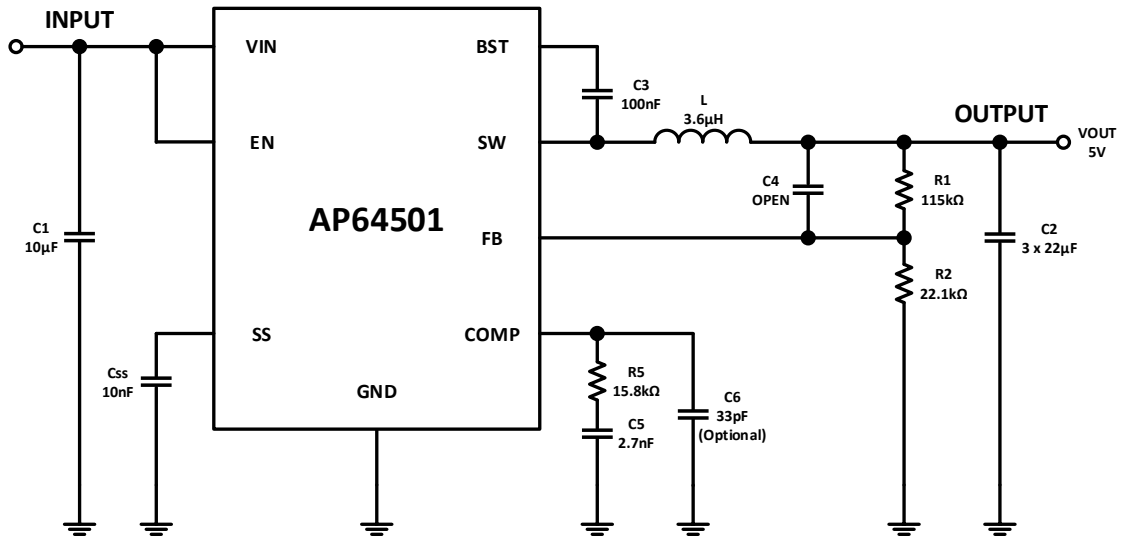 INPUT
VIN
BST
C3
100nF
L
3.6µH
OUTPUT
VOUT
5V
EN
SW
C4
OPEN
R1
115kΩ
AP64501
C1
10µF
FB
C2
3 x 22µF
R2
22.1kΩ
SS
COMP
Css
10nF
GND
R5
15.8kΩ
C6
33pF
(Optional)
C5
2.7nF